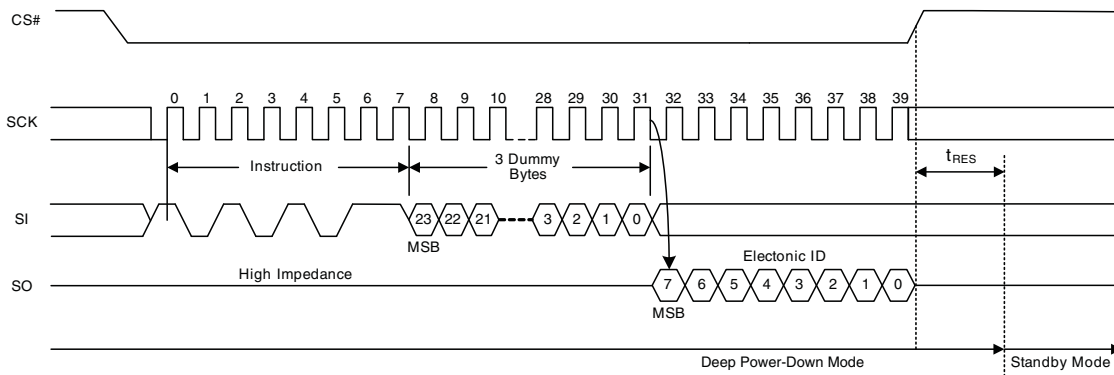 CS#
0 1 2 3 4 5 6 7 8 9 10 28 29 30 31 32 33 34 35 36 37 38 39
SCK
Instruction
3 Dummy
Bytes
tRES
SI
23 22 21 3 2 1 0
MSB
Electonic ID
High Impedance
SO
7 6 5 4 3 2 1 0
MSB
Deep Power-Down Mode
Standby Mode